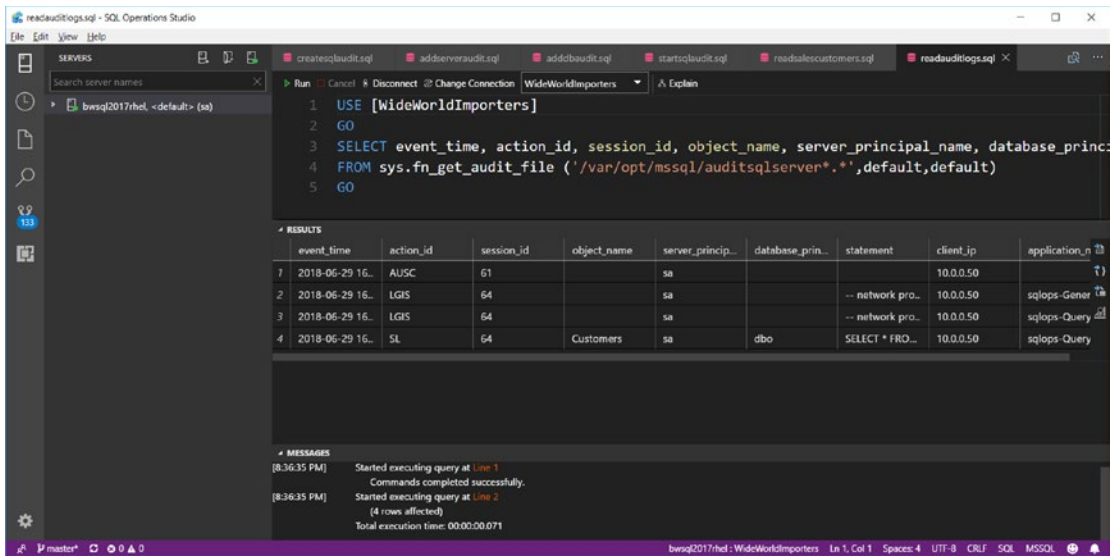 readauditlogs.sql - SQL Operations Studio
File Edit View Help
SERVERS
createsqlaudit.sql addserveraudit.sql adddbaudit.sql startsqlaudit.sql readsalescustomers.sql readauditlogs.sql
Search server names
Run Cancel Disconnect Change Connection WideWorldImporters Explain
bwsql2017rhel, <default> (sa)
1 USE [WideWorldImporters]
2 GO
3 SELECT event_time, action_id, session_id, object_name, server_principal_name, database_princ
4 FROM sys.fn_get_audit_file ('/var/opt/mssql/auditsqlserver*.*',default,default)
5 GO
133
RESULTS
event_time action_id session_id object_name server_princip... database_prin... statement client_ip application_n
1 2018-06-29 16... AUSC 61 sa 10.0.0.50
2 2018-06-29 16... LGIS 64 sa -- network pro... 10.0.0.50 sqlops-Gener
3 2018-06-29 16... LGIS 64 sa -- network pro... 10.0.0.50 sqlops-Query
4 2018-06-29 16... SL 64 Customers sa dbo SELECT * FRO... 10.0.0.50 sqlops-Query
MESSAGES
[8:36:35 PM] Started executing query at Line 1
Commands completed successfully.
[8:36:35 PM] Started executing query at Line 2
(4 rows affected)
Total execution time: 00:00:00.071
master* 0 0 bwsql2017rhel : WideWorldImporters Ln 1, Col 1 Spaces: 4 UTF-8 CRLF SQL MSSQL